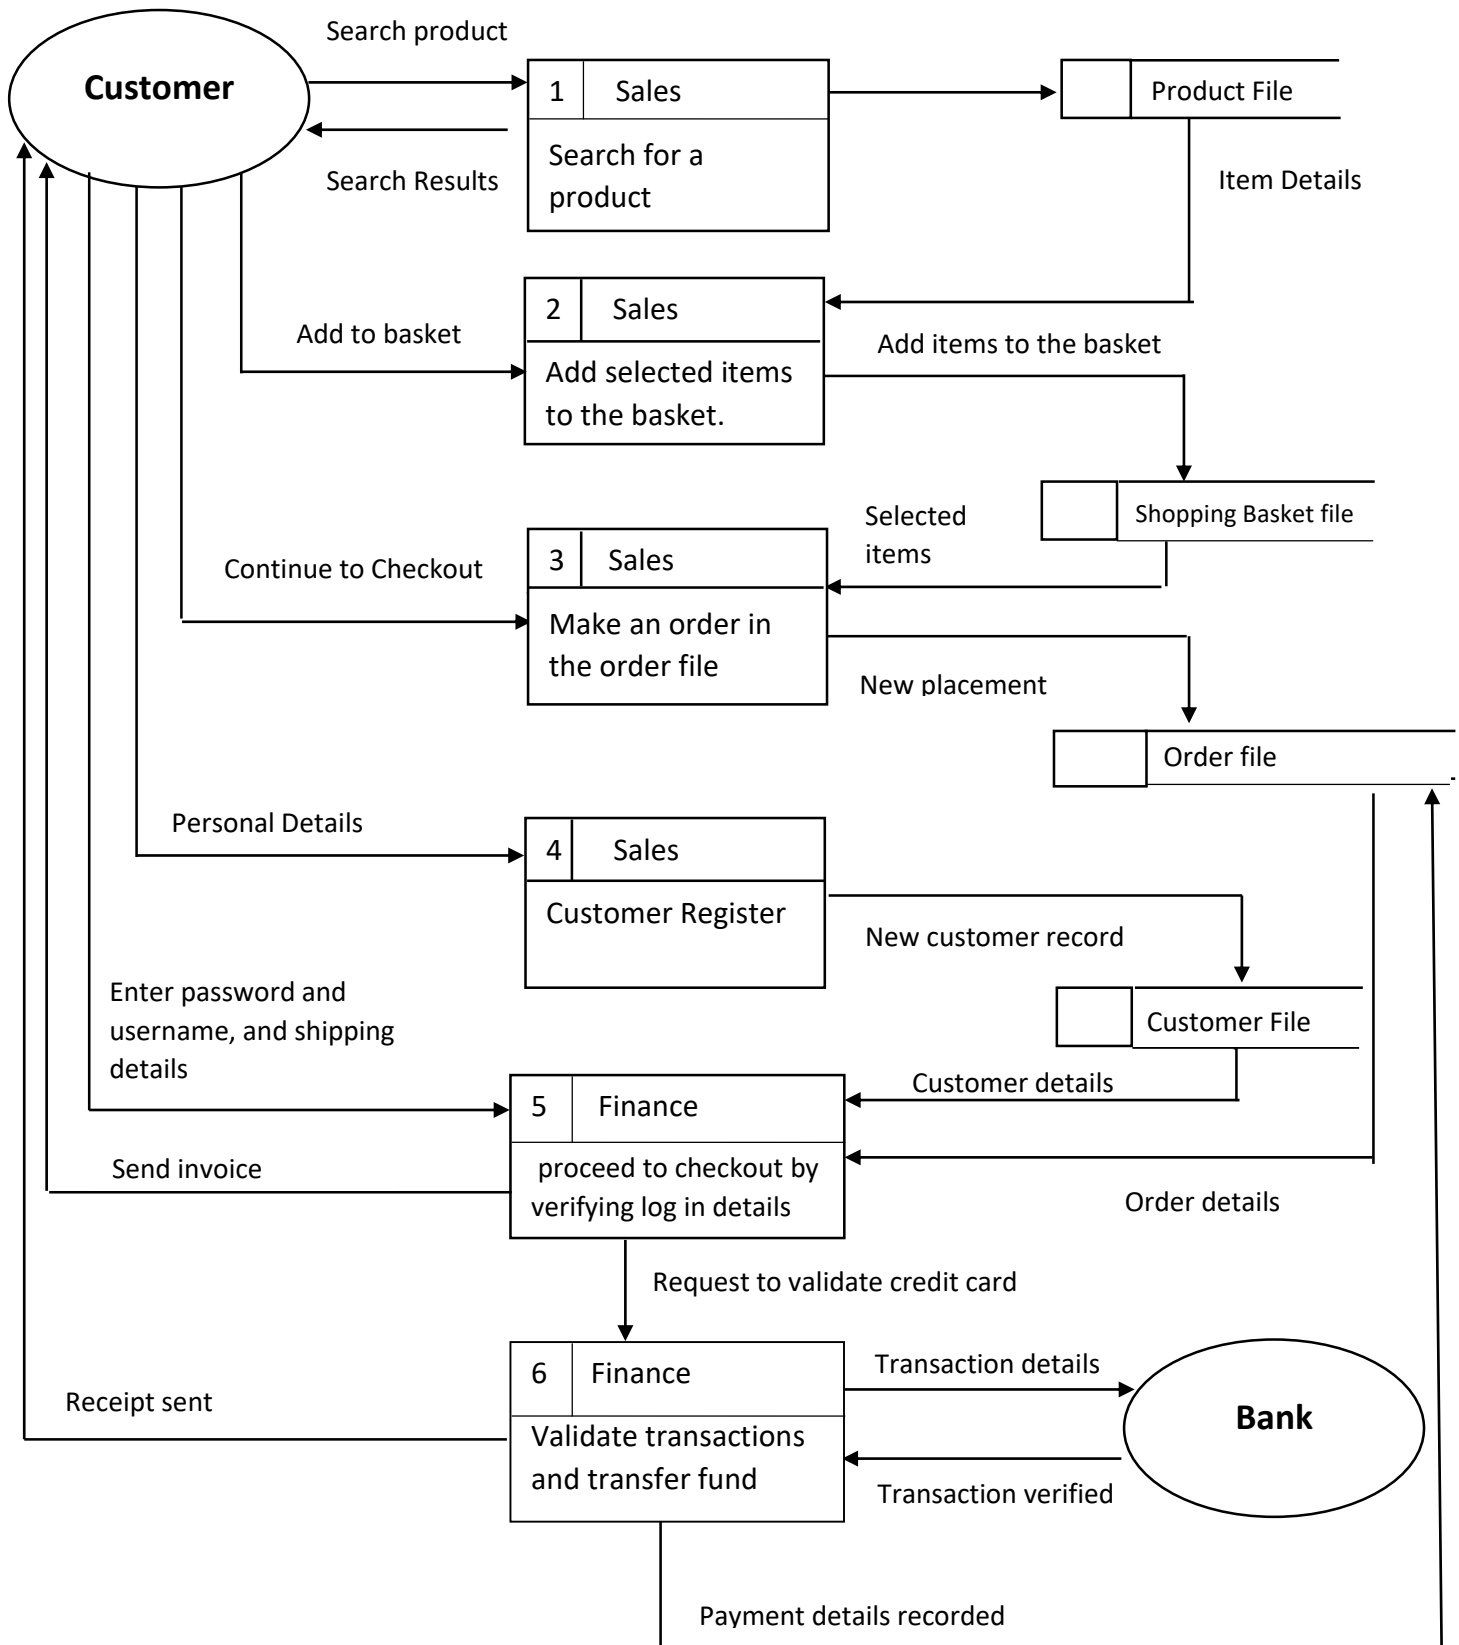 Search product
Customer
1 Sales
Product File
Search for a
product
Search Results
Item Details
2 Sales
Add to basket
Add items to the basket
Add selected items
to the basket.
Selected
items
Shopping Basket file
3 Sales
Continue to Checkout
Make an order in
the order file
New placement
Order file
Personal Details
4 Sales
Customer Register
New customer record
Enter password and
username, and shipping
details
Customer File
Customer details
5 Finance
Send invoice
proceed to checkout by
verifying log in details
Order details
Request to validate credit card
6 Finance
Transaction details
Receipt sent
Bank
Validate transactions
and transfer fund
Transaction verified
Payment details recorded